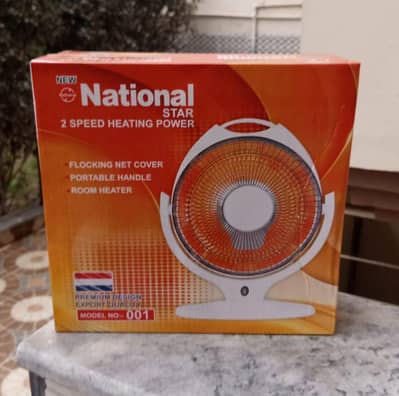 NEW
National
STAR
2 SPEED HEATING POWER
FLOCKING NET COVER
PORTABLE HANDLE
ROOM HEATER
PREMIUM DESIGN
EXPORT QUALITY
MODEL NO:- 001